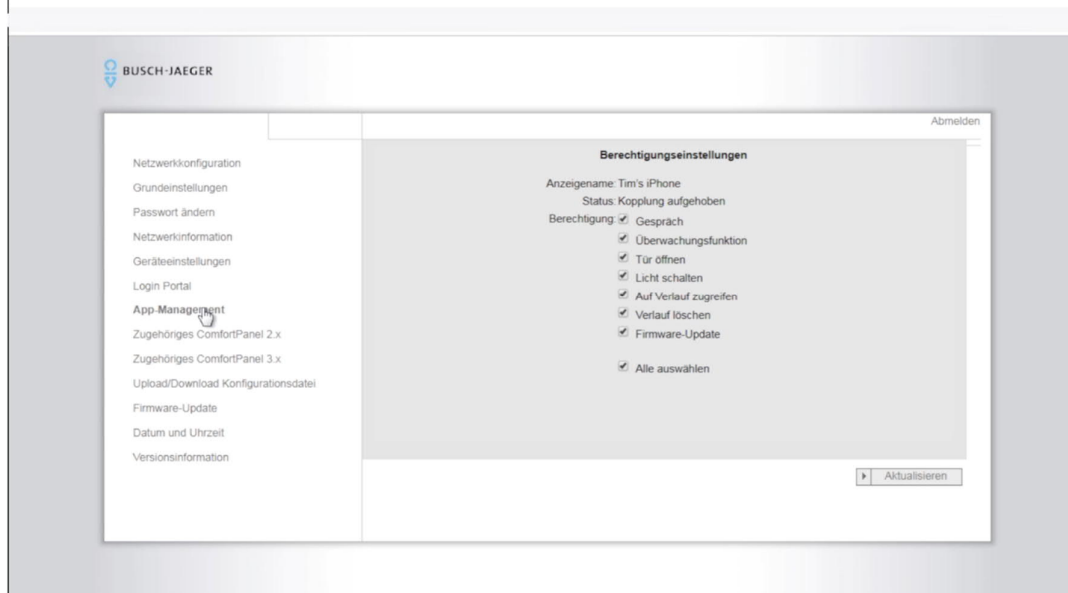 BUSCH-JAEGER
Abmelden
Netzwerkkonfiguration
Grundeinstellungen
Passwort ändern
Netzwerkinformation
Geräteeinstellungen
Login Portal
App-Management
Zugehöriges ComfortPanel 2.x
Zugehöriges ComfortPanel 3.x
Upload/Download Konfigurationsdatei
Firmware-Update
Datum und Uhrzeit
Versionsinformation
Berechtigungseinstellungen
Anzeigename: Tim's iPhone
Status: Kopplung aufgehoben
Berechtigung: Gespräch
Überwachungsfunktion
Tür öffnen
Licht schalten
Auf Verlauf zugreifen
Verlauf löschen
Firmware-Update
Alle auswählen
Aktualisieren